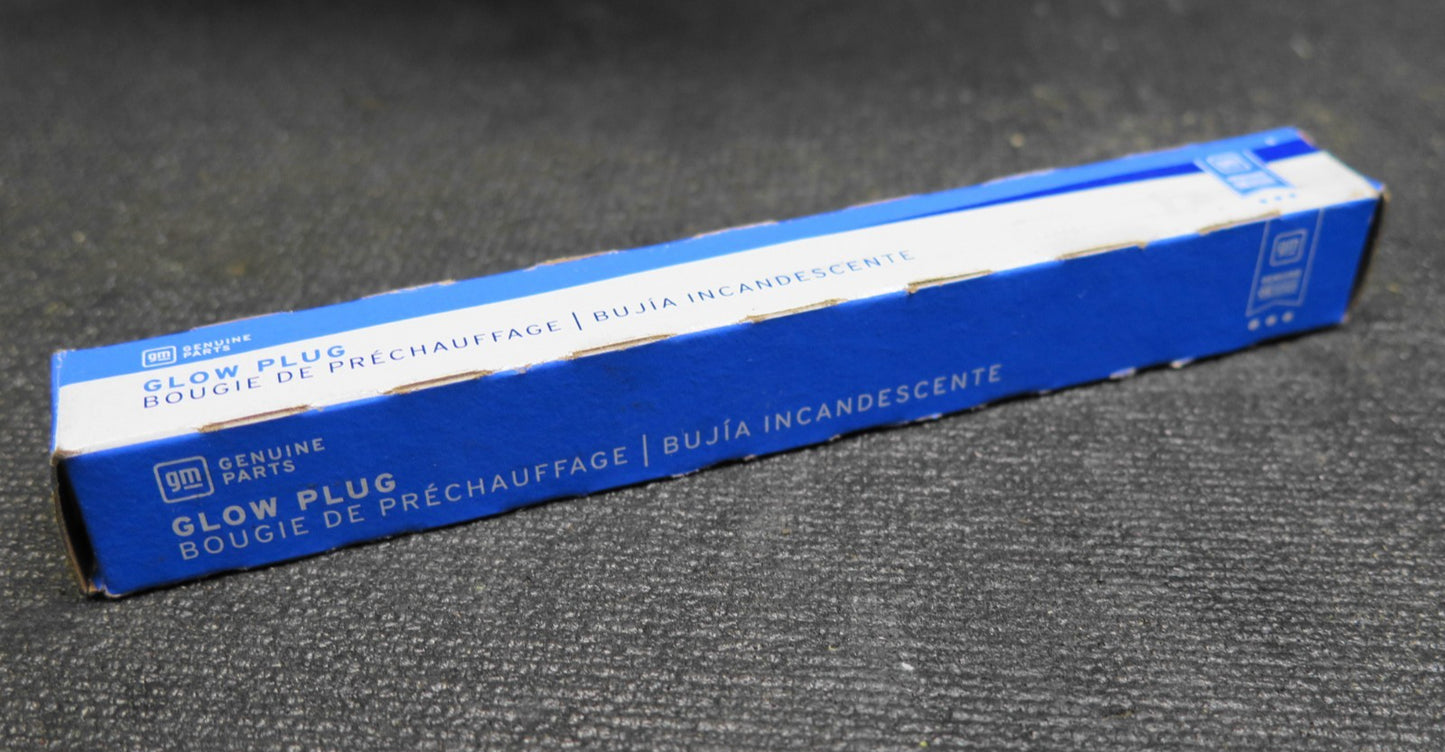 gm GENUINE
PARTS
GLOW PLUG
BOUGIE DE PRÉCHAUFFAGE | BUJÍA INCANDESCENTE
gm GENUINE
PARTS
GLOW PLUG
BOUGIE DE PRÉCHAUFFAGE | BUJÍA INCANDESCENTE
gm